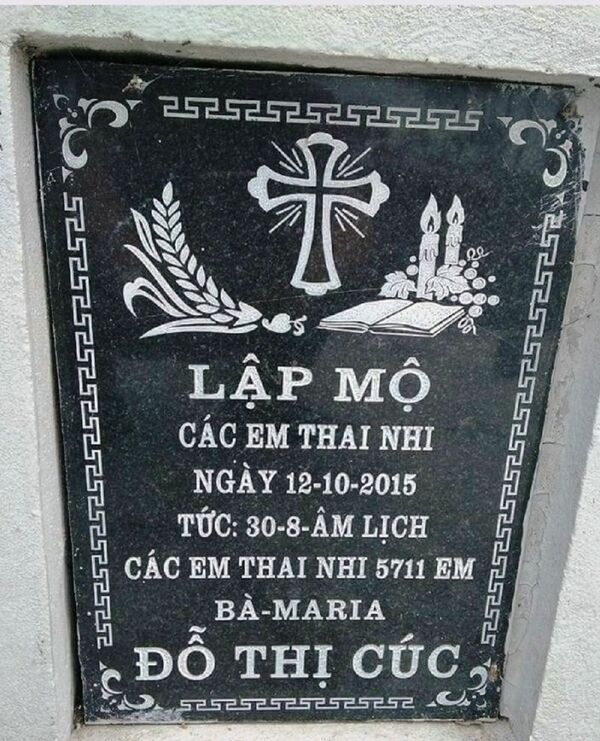 LẬP MỘ
CÁC EM THAI NHI
NGÀY 12-10-2015
TỨC: 30-8-ÂM LỊCH
CÁC EM THAI NHI 5711 EM
BÀ-MARIA
ĐỖ THỊ CÚC